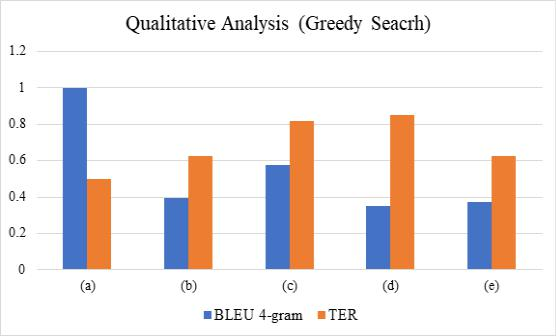 Qualitative Analysis (Greedy Seacrh)
1.2
1
0.8
0.6
0.4
0.2
0
(a) (b) (c) (d) (e)
BLEU 4-gram TER